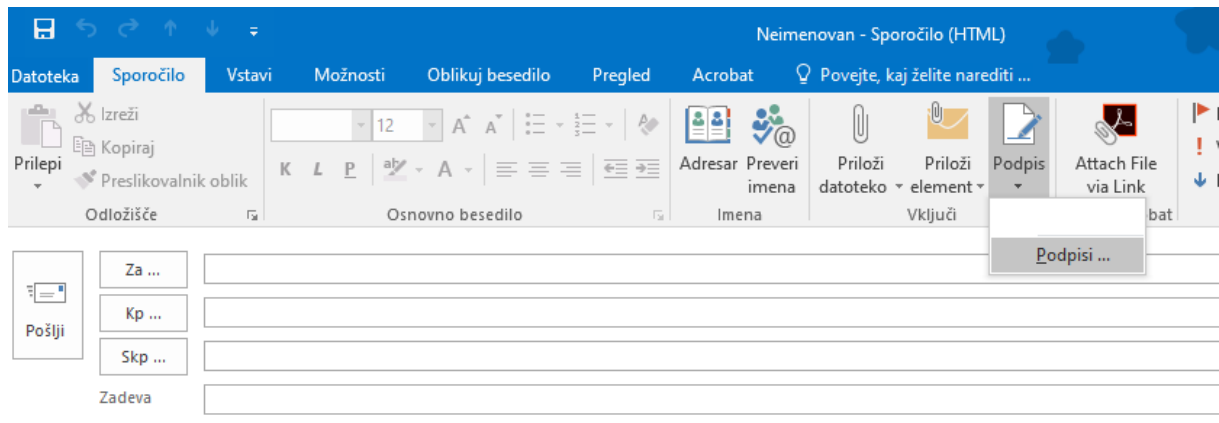 Neimenovan - Sporočilo (HTML)
Datoteka Sporočilo Vstavi Možnosti Oblikuj besedilo Pregled Acrobat Povejte, kaj želite narediti ...
Prilepi
Izreži
Kopiraj
Preslikovalnik oblik
Odložišče
12
K L P
Osnovno besedilo
Adresar
Preveri
imena
Imena
Priloži
datoteko
Priloži
element
Podpis
Vključi
Attach File
via Link
bat
Podpisi ...
Pošlji
Za ...
Kp ...
Skp ...
Zadeva